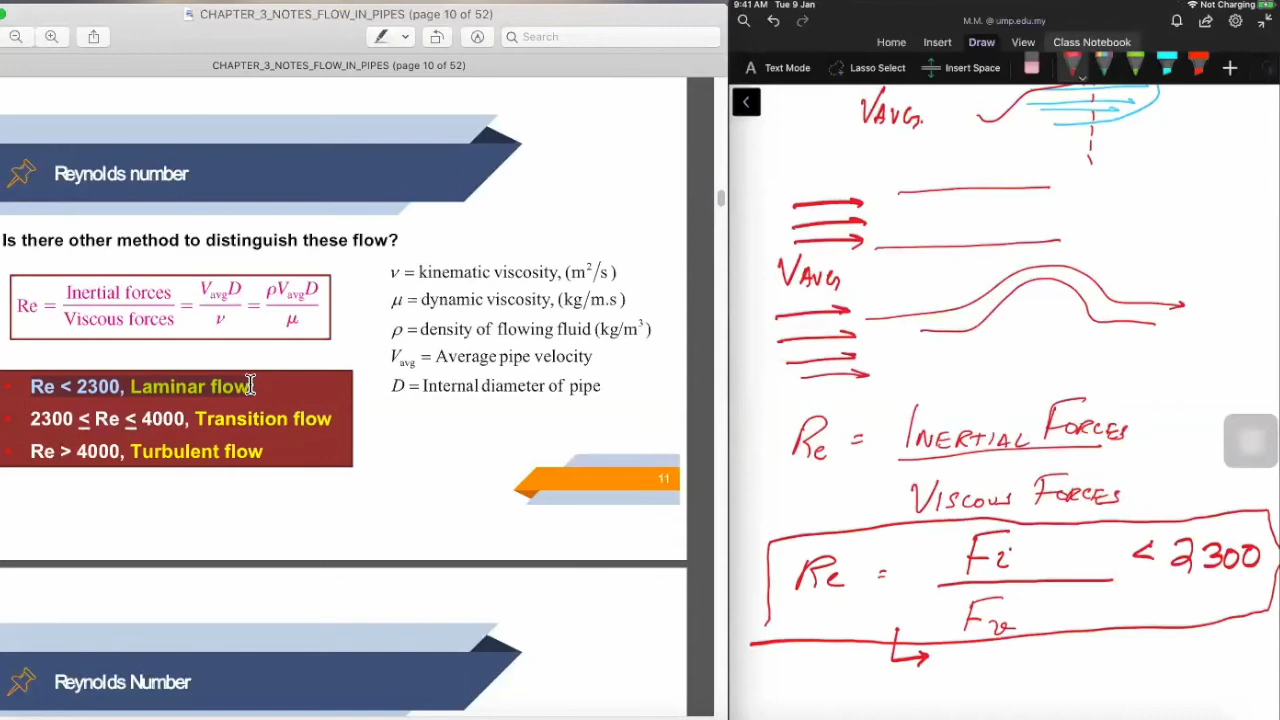 CHAPTER_3_NOTES_FLOW_IN_PIPES (page 10 of 52)
Search
CHAPTER_3_NOTES_FLOW_IN_PIPES (page 10 of 52)
Reynolds number
Is there other method to distinguish these flow?
Re = Inertial forces / Viscous forces = VavgD / ν = ρVavgD / μ
ν = kinematic viscosity, (m²/s)
μ = dynamic viscosity, (kg/m.s)
ρ = density of flowing fluid (kg/m³)
Vavg = Average pipe velocity
D = Internal diameter of pipe
• Re < 2300, Laminar flow
• 2300 ≤ Re ≤ 4000, Transition flow
• Re > 4000, Turbulent flow
11
Reynolds Number
9:41 AM Tue 9 Jan
Not Charging
M.M. @ ump.edu.my
Home Insert Draw View Class Notebook
A Text Mode Lasso Select Insert Space
VAVG.
VAVG
Re = INERTIAL FORCES
VISCOUS FORCES
Re = Fi < 2300
Fv